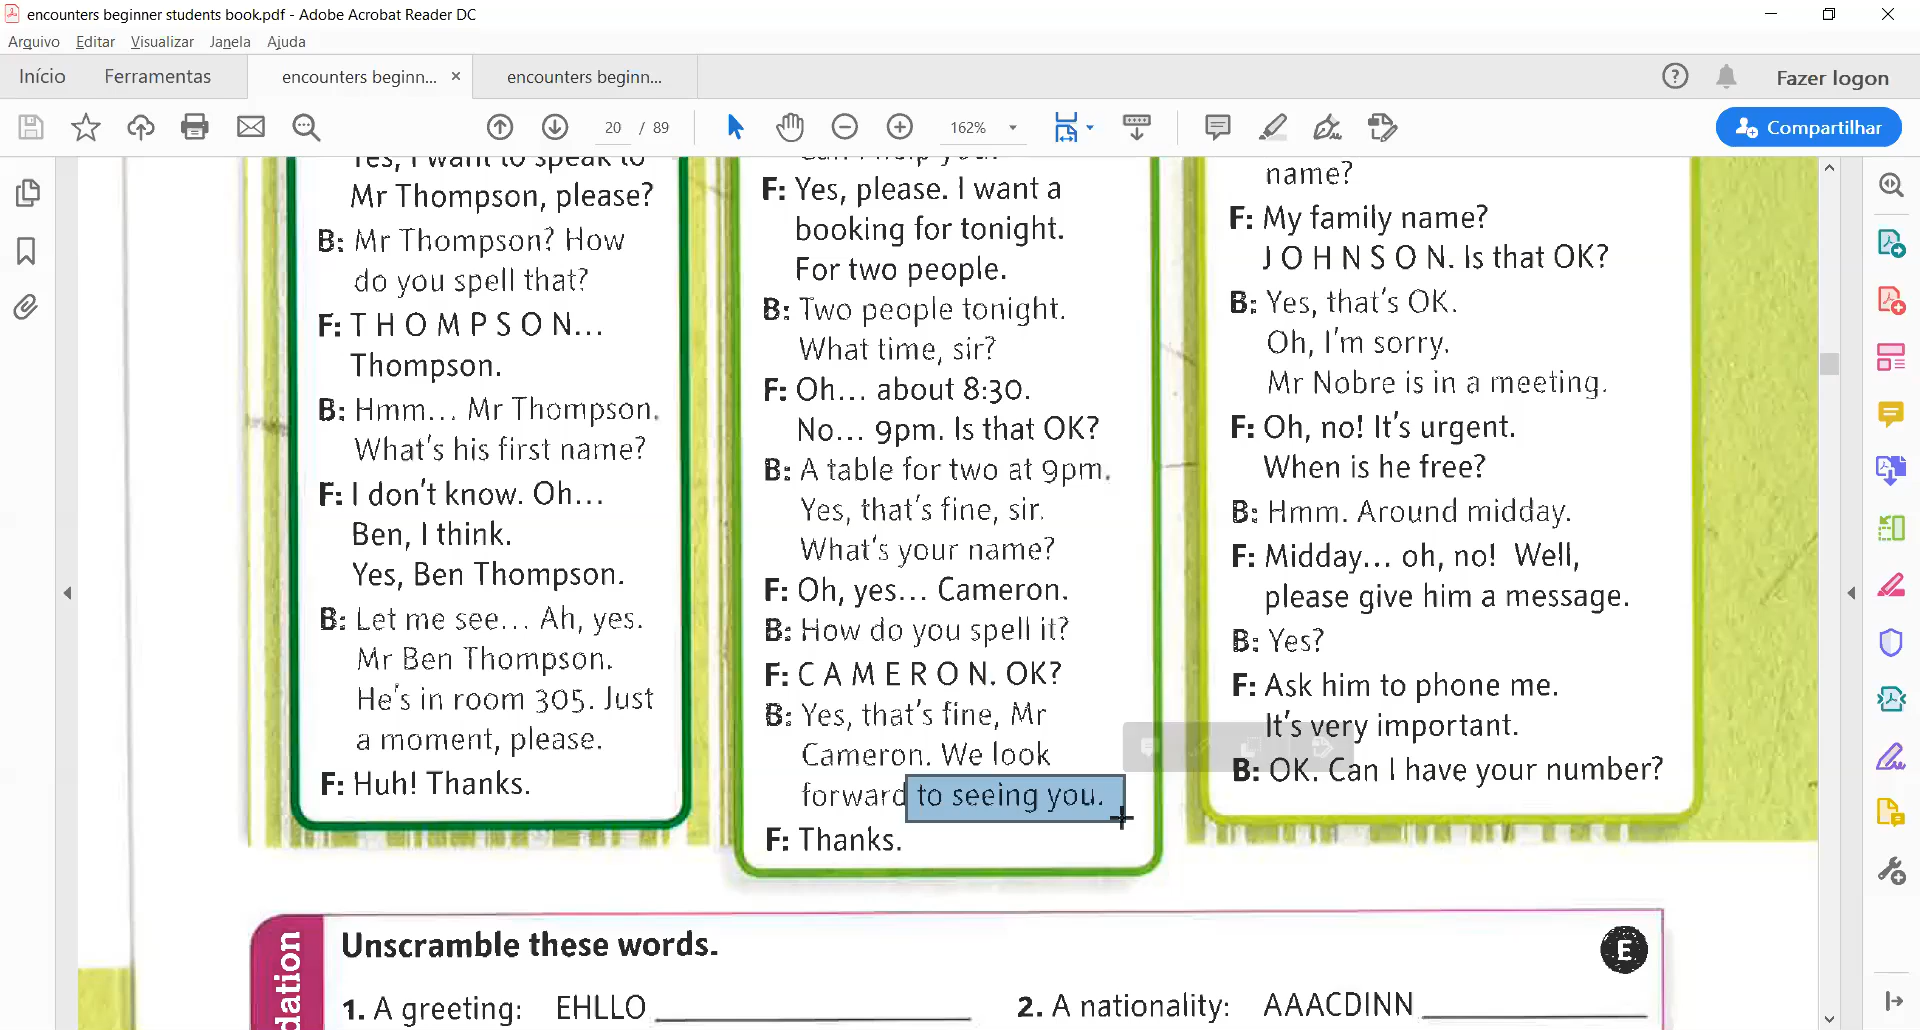 encounters beginner students book.pdf - Adobe Acrobat Reader DC
Arquivo Editar Visualizar Janela Ajuda
Início Ferramentas encounters beginn... × encounters beginn... Fazer logon
20 / 89 162% Compartilhar
Yes, I want to speak to
Mr Thompson, please?
B: Mr Thompson? How
do you spell that?
F: T H O M P S O N...
Thompson.
B: Hmm... Mr Thompson.
What's his first name?
F: I don't know. Oh...
Ben, I think.
Yes, Ben Thompson.
B: Let me see... Ah, yes.
Mr Ben Thompson.
He's in room 305. Just
a moment, please.
F: Huh! Thanks.
Can I help you?
F: Yes, please. I want a
booking for tonight.
For two people.
B: Two people tonight.
What time, sir?
F: Oh... about 8:30.
No... 9pm. Is that OK?
B: A table for two at 9pm.
Yes, that's fine, sir.
What's your name?
F: Oh, yes... Cameron.
B: How do you spell it?
F: C A M E R O N. OK?
B: Yes, that's fine, Mr
Cameron. We look
forward to seeing you.
F: Thanks.
name?
F: My family name?
J O H N S O N. Is that OK?
B: Yes, that's OK.
Oh, I'm sorry.
Mr Nobre is in a meeting.
F: Oh, no! It's urgent.
When is he free?
B: Hmm. Around midday.
F: Midday... oh, no! Well,
please give him a message.
B: Yes?
F: Ask him to phone me.
It's very important.
B: OK. Can I have your number?
dation
Unscramble these words.
E
1. A greeting: EHLLO
2. A nationality: AAACDINN